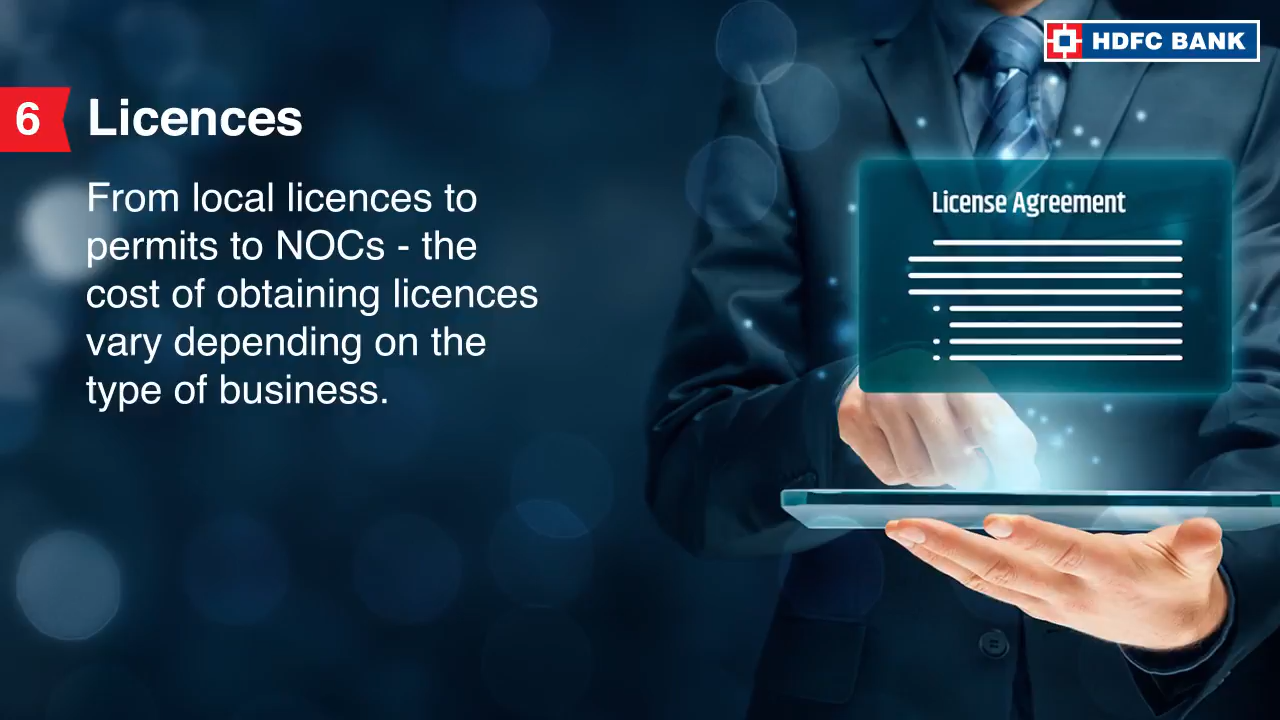 HDFC BANK
6 Licences
From local licences to
permits to NOCs - the
cost of obtaining licences
vary depending on the
type of business.
License Agreement